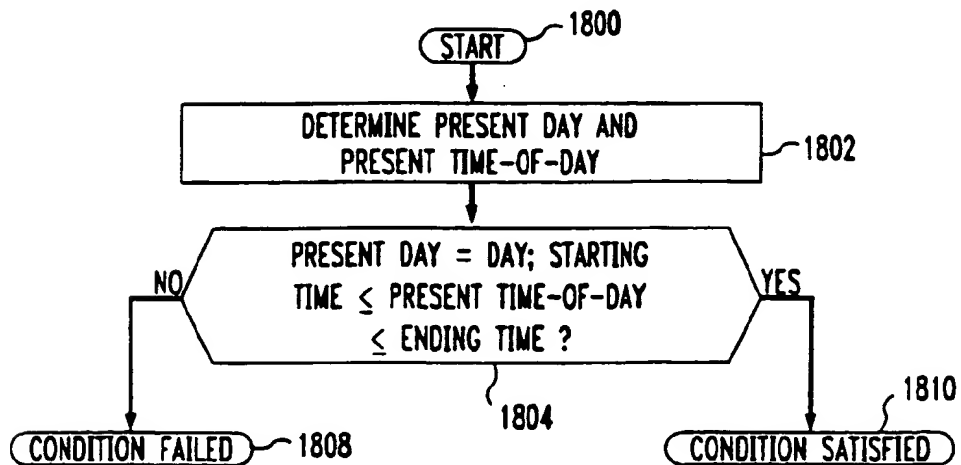 1800
START
DETERMINE PRESENT DAY AND
PRESENT TIME-OF-DAY
1802
PRESENT DAY = DAY; STARTING
TIME ≤ PRESENT TIME-OF-DAY
≤ ENDING TIME ?
NO
YES
1804
CONDITION FAILED
1808
1810
CONDITION SATISFIED